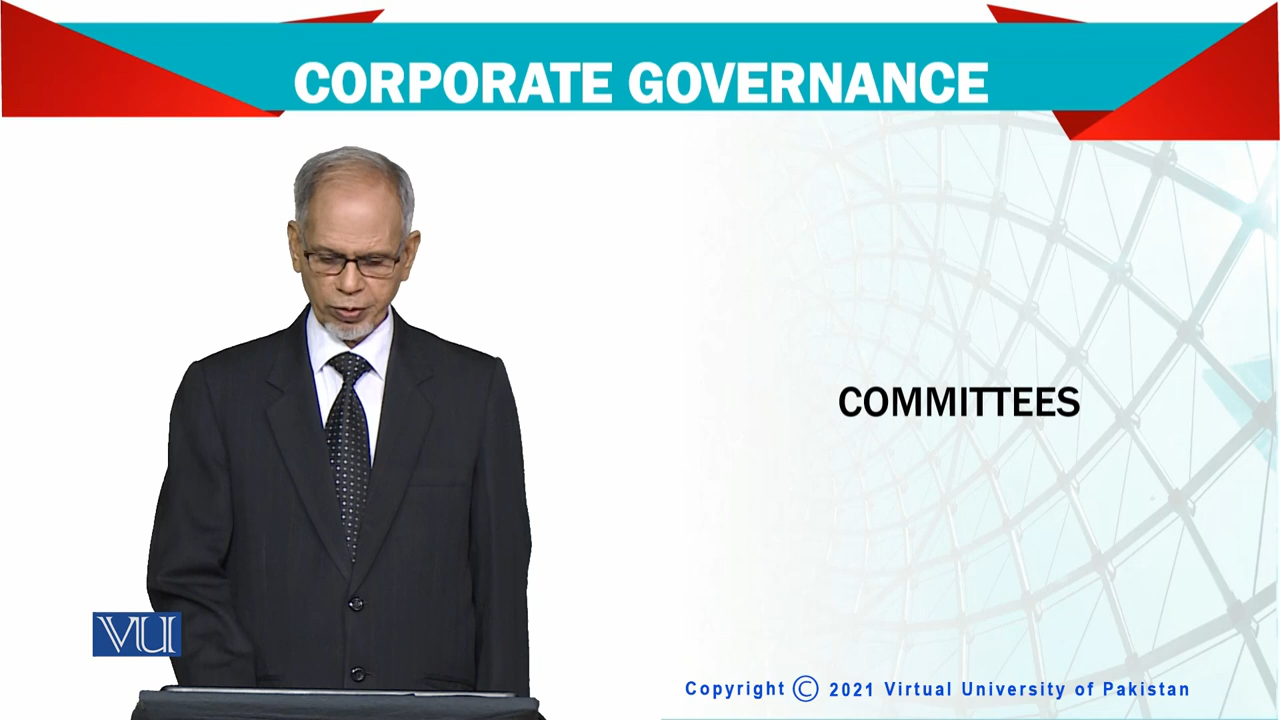 CORPORATE GOVERNANCE
COMMITTEES
VU
Copyright © 2021 Virtual University of Pakistan